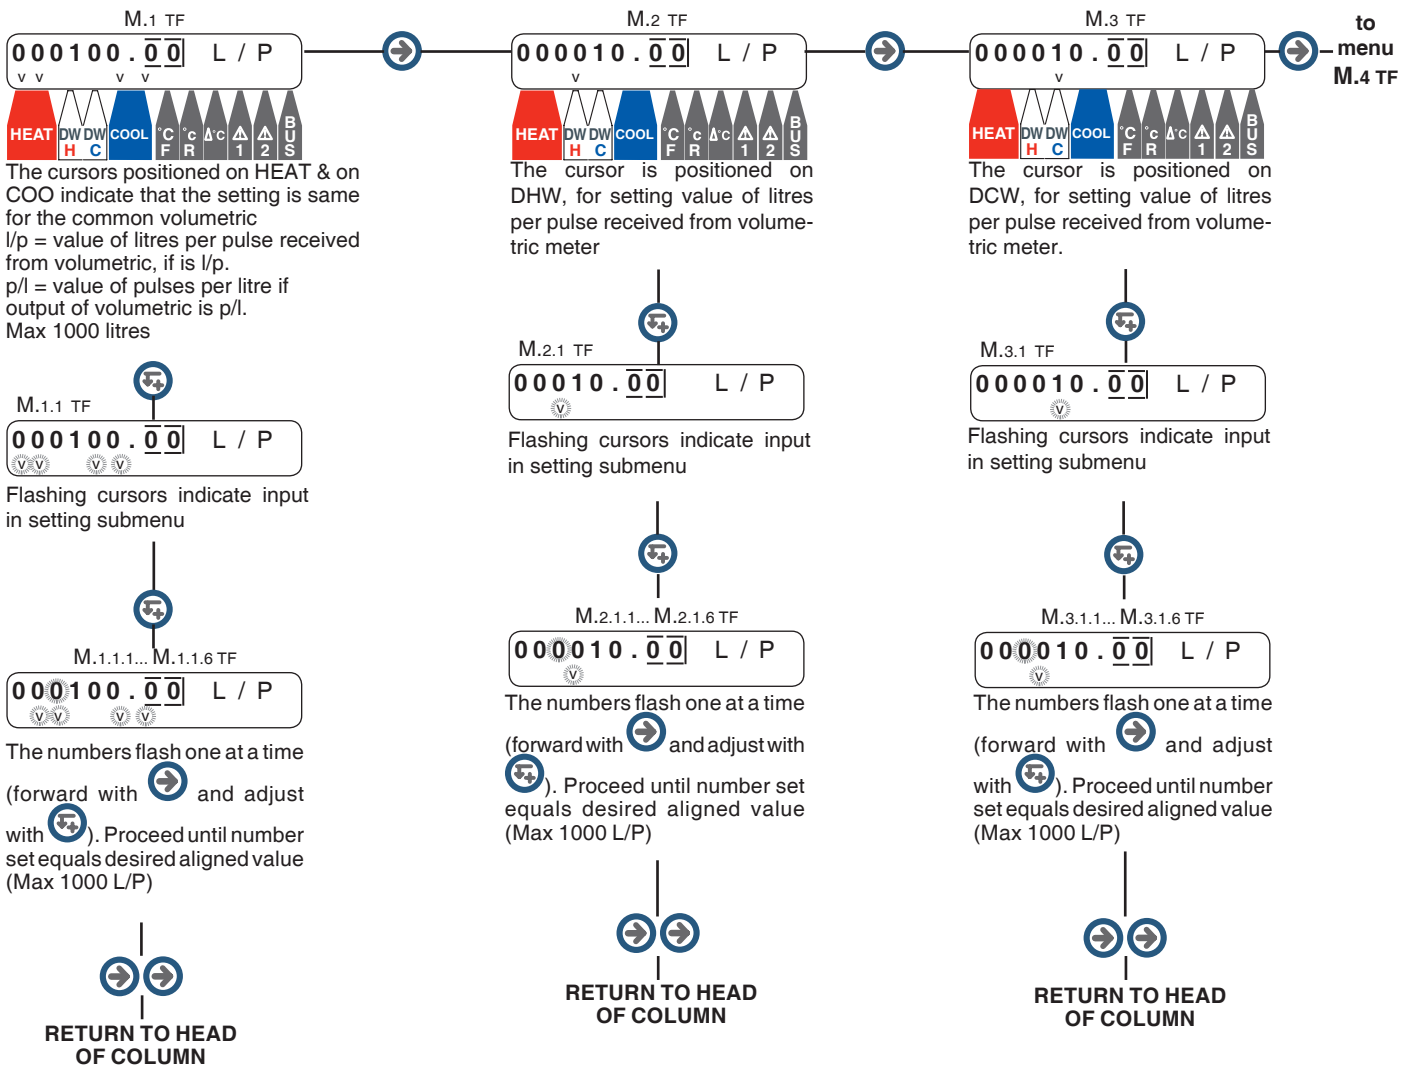 M.1 TF
000100.00 L / P
v v v v
HEAT DW H DW C COOL °C F °c R Δ°c ⚠ 1 ⚠ 2 BUS
The cursors positioned on HEAT & on
COO indicate that the setting is same
for the common volumetric
l/p = value of litres per pulse received
from volumetric, if is l/p.
p/l = value of pulses per litre if
output of volumetric is p/l.
Max 1000 litres
M.1.1 TF
000100.00 L / P
v v v v
Flashing cursors indicate input
in setting submenu
M.1.1.1... M.1.1.6 TF
000100.00 L / P
v v v v
The numbers flash one at a time
(forward with and adjust
with ). Proceed until number
set equals desired aligned value
(Max 1000 L/P)
RETURN TO HEAD
OF COLUMN
M.2 TF
000010.00 L / P
v
HEAT DW H DW C COOL °C F °c R Δ°c ⚠ 1 ⚠ 2 BUS
The cursor is positioned on
DHW, for setting value of litres
per pulse received from volume-
tric meter
M.2.1 TF
00010.00 L / P
v
Flashing cursors indicate input
in setting submenu
M.2.1.1... M.2.1.6 TF
000010.00 L / P
v
The numbers flash one at a time
(forward with and adjust with
). Proceed until number set
equals desired aligned value
(Max 1000 L/P)
RETURN TO HEAD
OF COLUMN
M.3 TF
000010.00 L / P
v
HEAT DW H DW C COOL °C F °c R Δ°c ⚠ 1 ⚠ 2 BUS
The cursor is positioned on
DCW, for setting value of litres
per pulse received from volume-
tric meter.
M.3.1 TF
000010.00 L / P
v
Flashing cursors indicate input
in setting submenu
M.3.1.1... M.3.1.6 TF
000010.00 L / P
v
The numbers flash one at a time
(forward with and adjust
with ). Proceed until number
set equals desired aligned value
(Max 1000 L/P)
RETURN TO HEAD
OF COLUMN
to
menu
M.4 TF